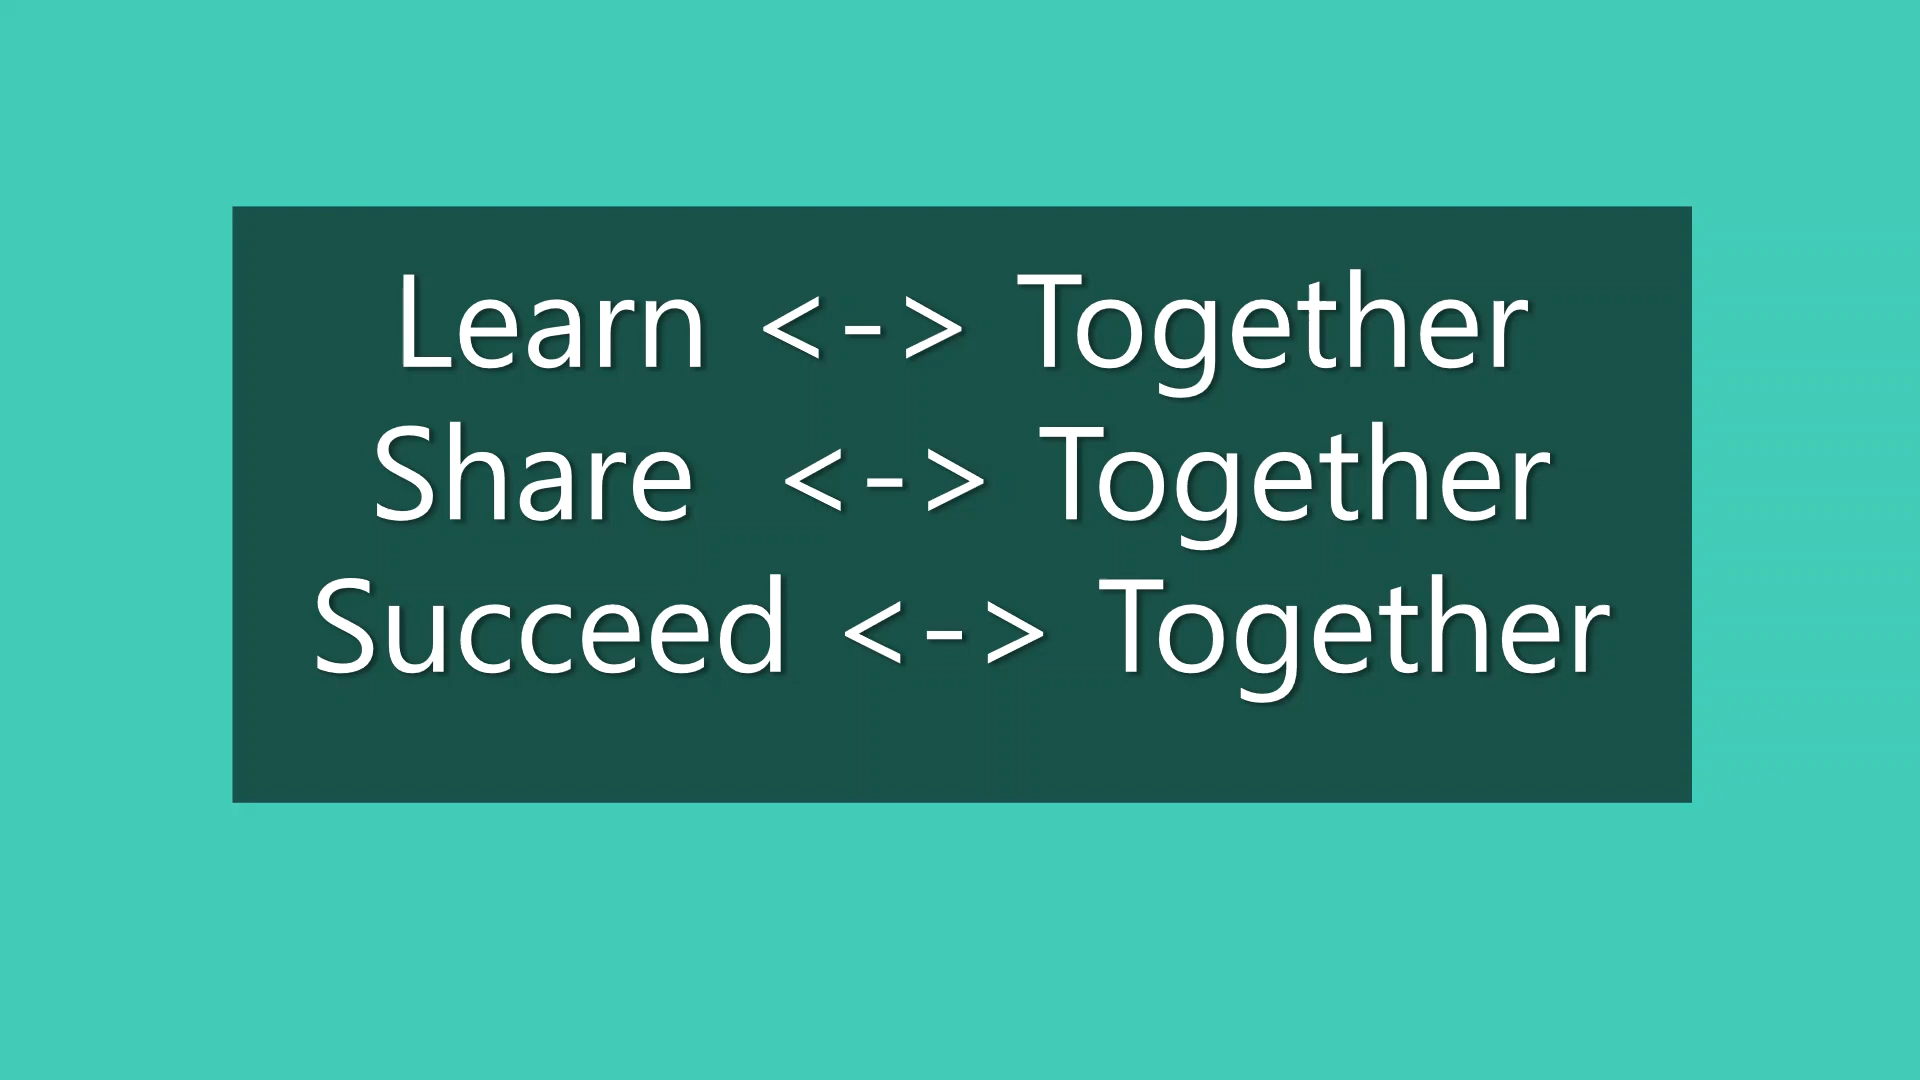 Learn <-> Together
Share <-> Together
Succeed <-> Together